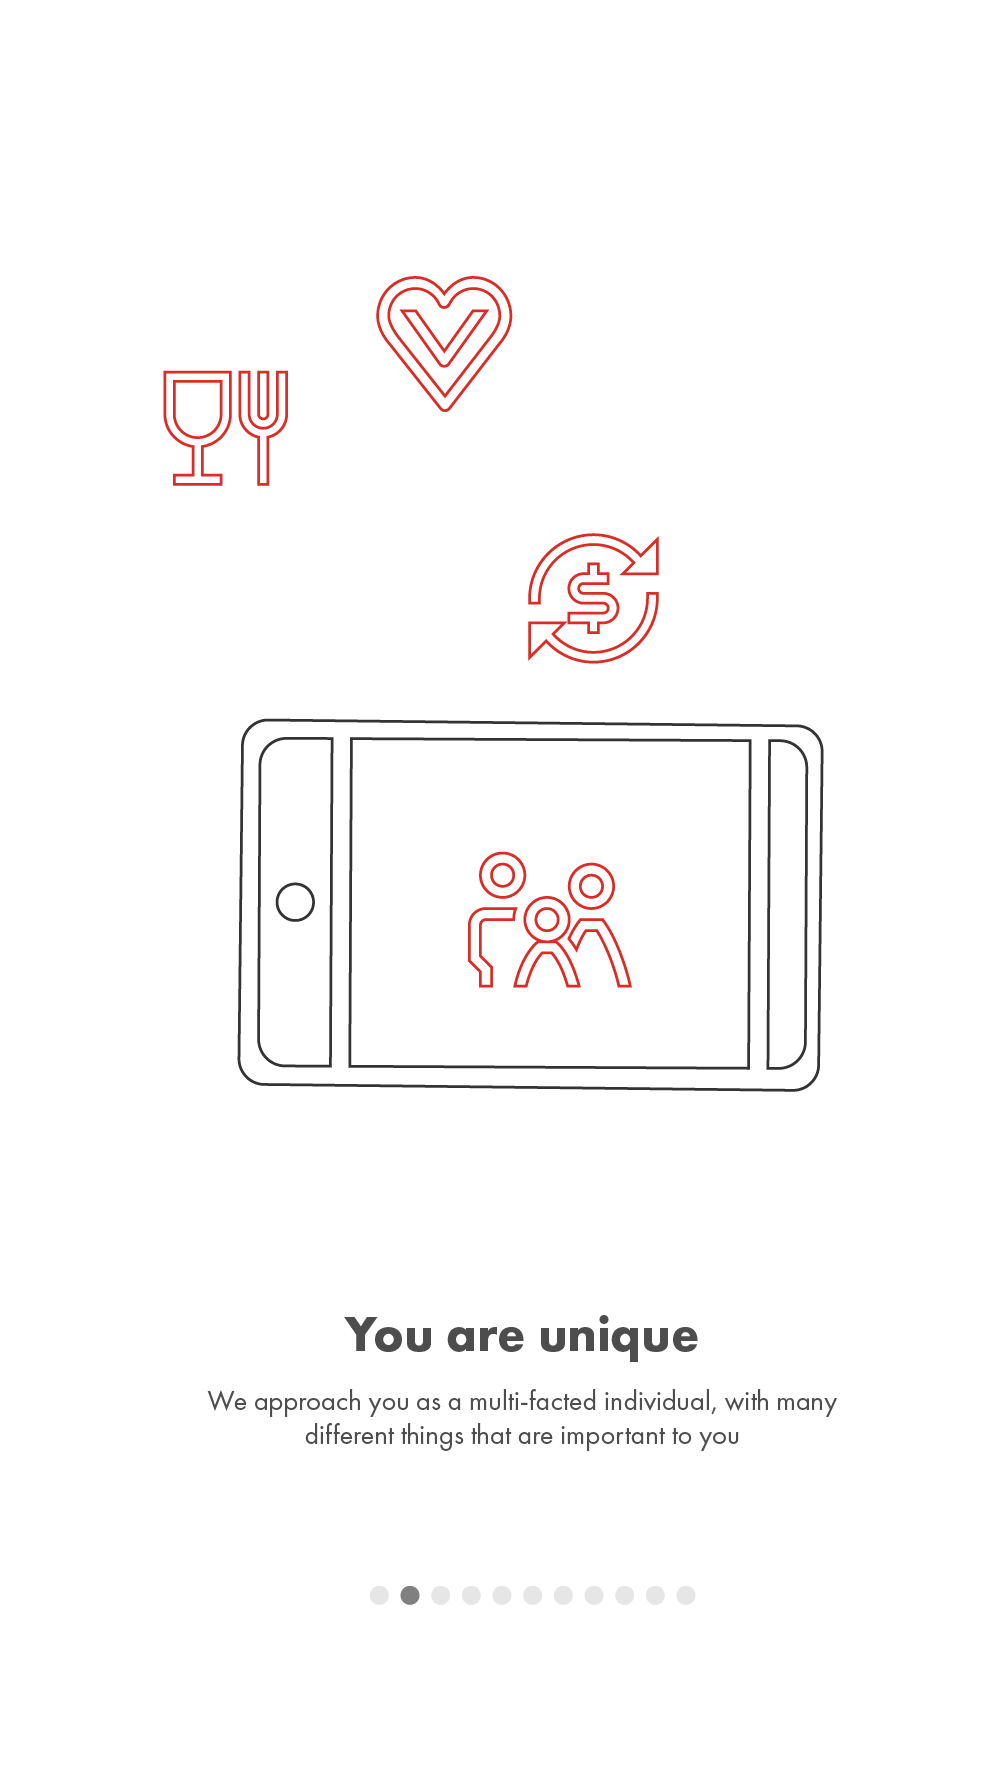 You are unique
We approach you as a multi-facted individual, with many
different things that are important to you